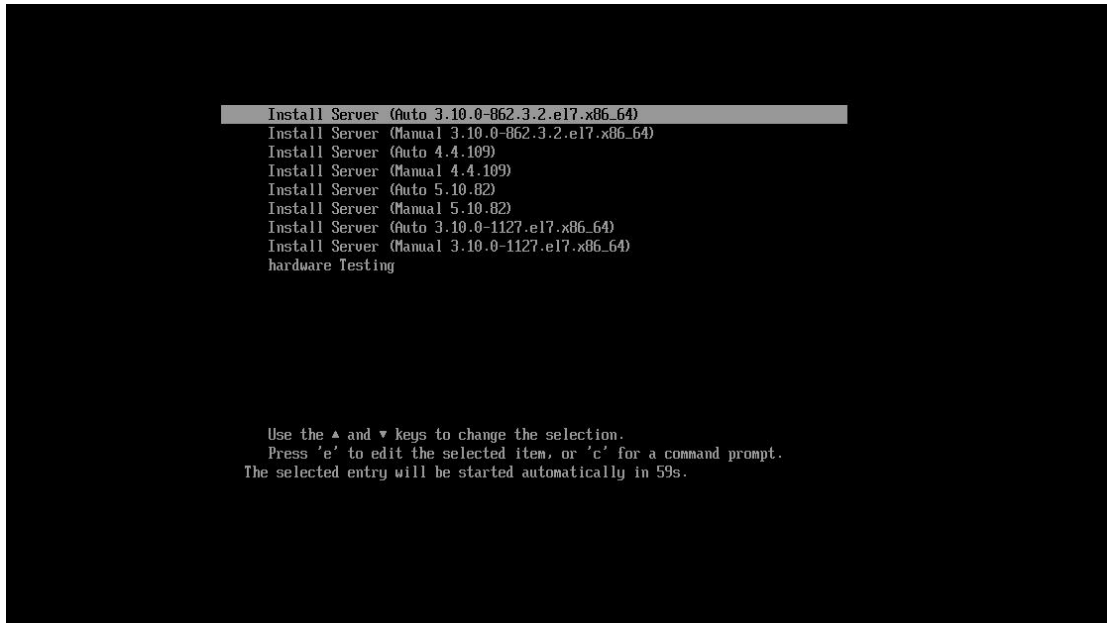 Install Server (Auto 3.10.0-862.3.2.el7.x86_64)
Install Server (Manual 3.10.0-862.3.2.el7.x86_64)
Install Server (Auto 4.4.109)
Install Server (Manual 4.4.109)
Install Server (Auto 5.10.82)
Install Server (Manual 5.10.82)
Install Server (Auto 3.10.0-1127.el7.x86_64)
Install Server (Manual 3.10.0-1127.el7.x86_64)
hardware Testing
Use the ▲ and ▼ keys to change the selection.
Press 'e' to edit the selected item, or 'c' for a command prompt.
The selected entry will be started automatically in 59s.